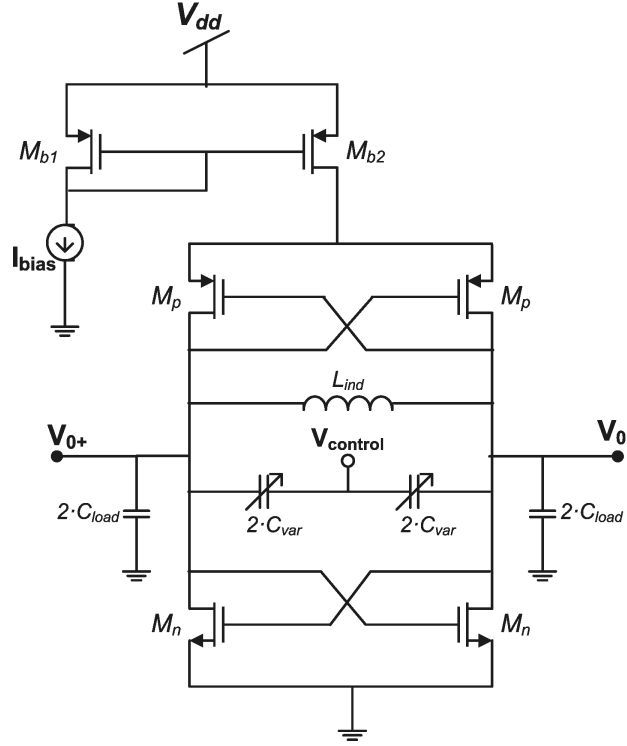 Vdd
Mb1
Mb2
Ibias
Mp
Mp
Lind
V0+
Vcontrol
V0
2·Cload
2·Cvar
2·Cvar
2·Cload
Mn
Mn